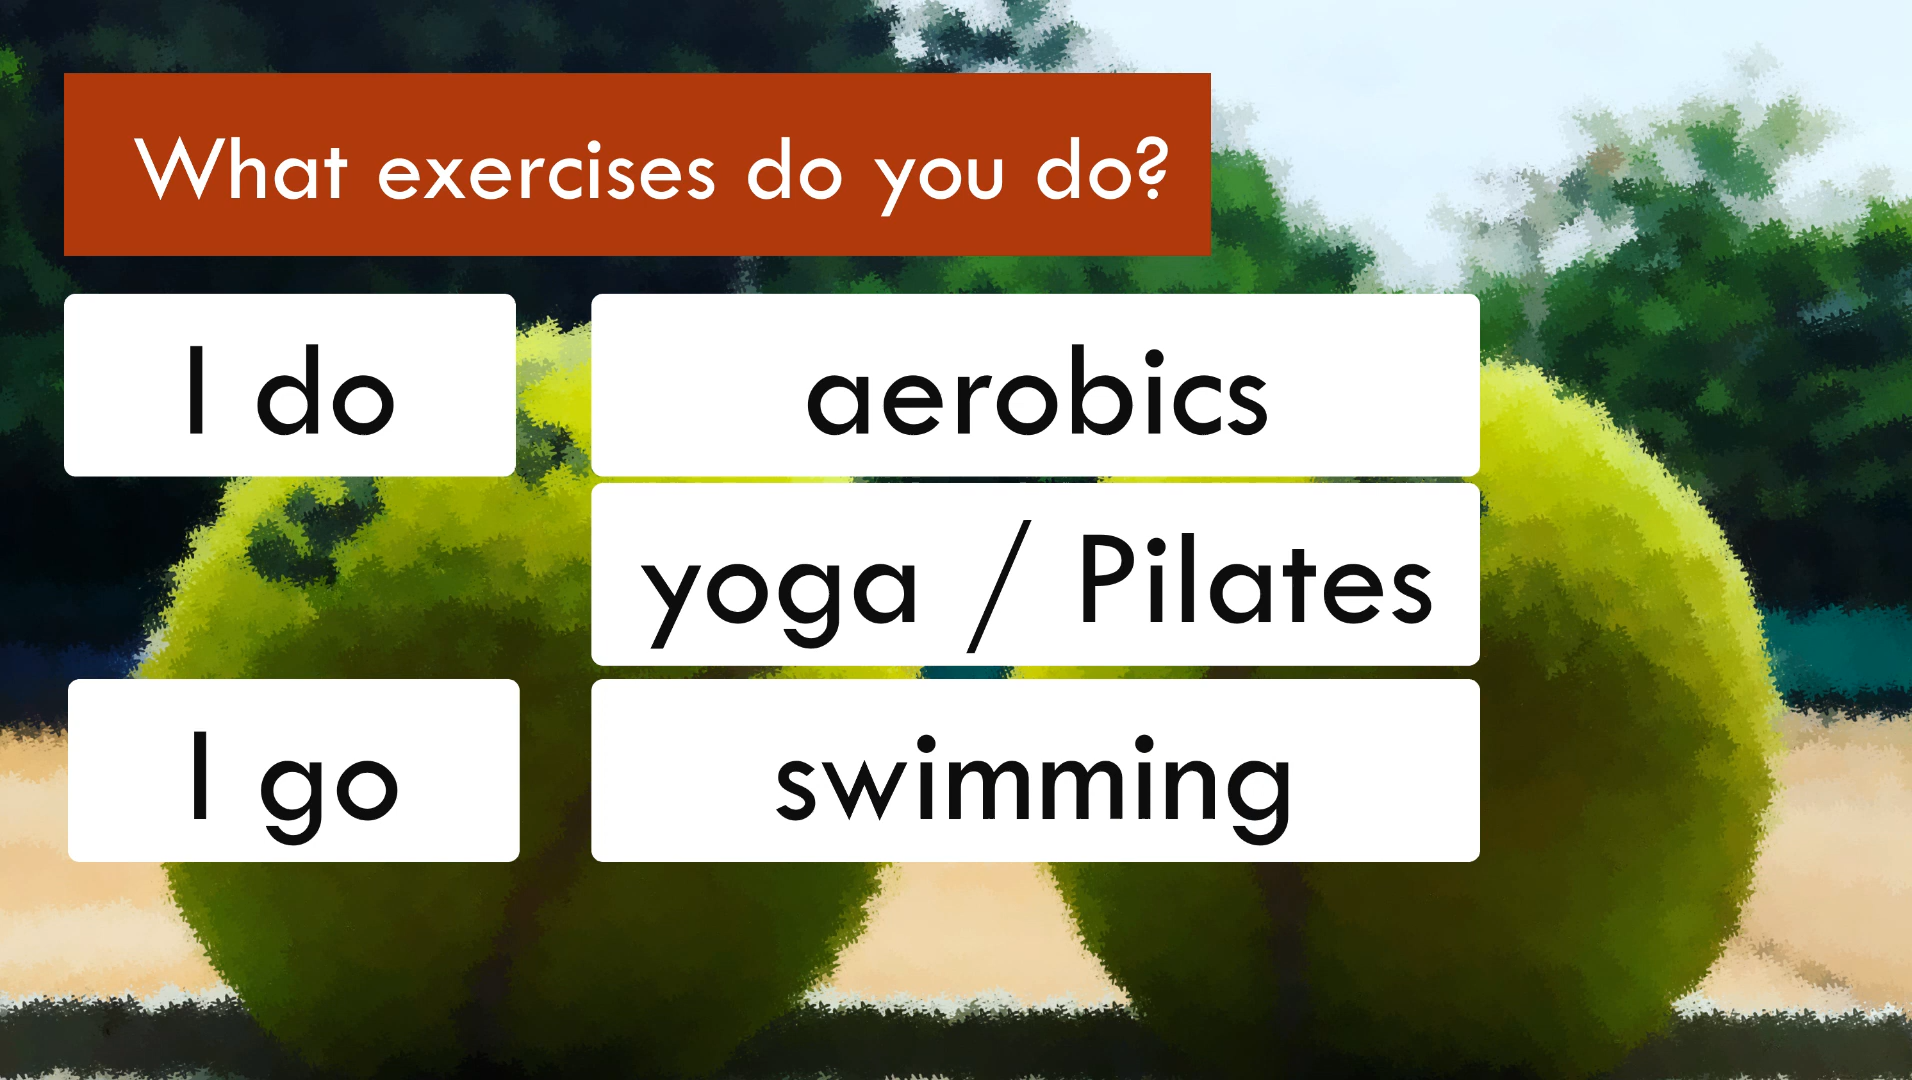 What exercises do you do?
I do aerobics
yoga / Pilates
I go swimming